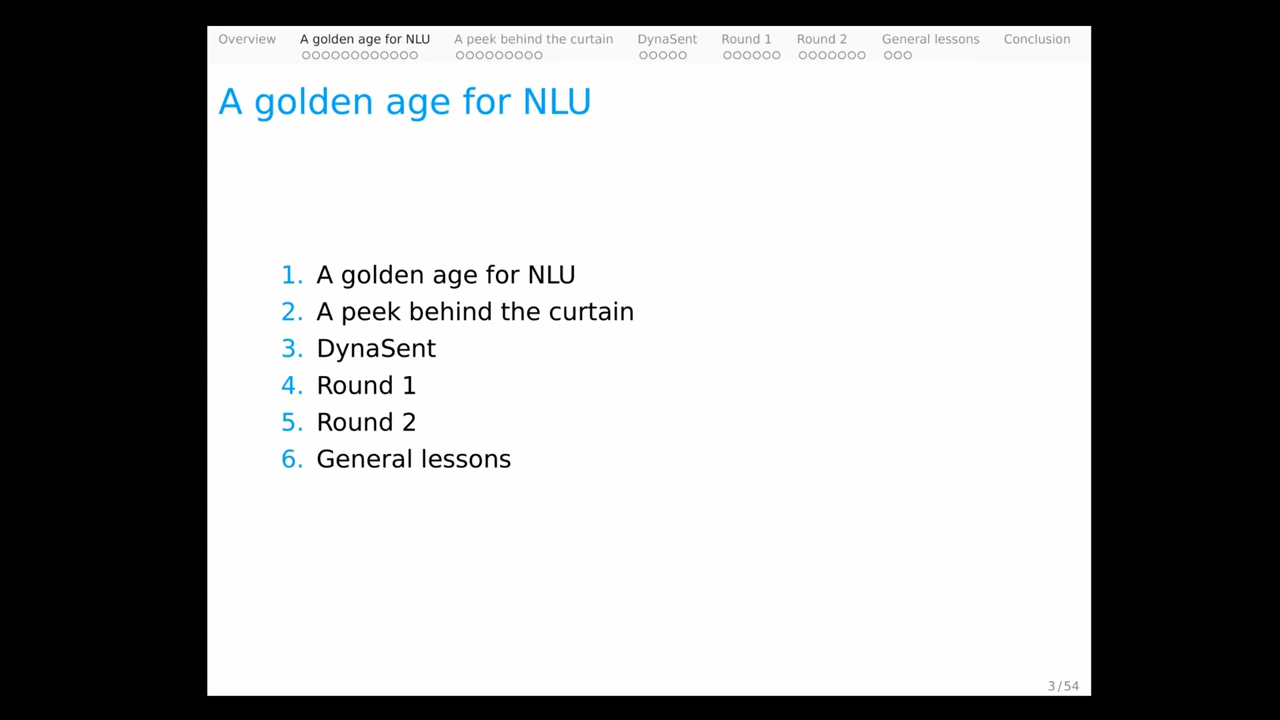 Overview A golden age for NLU A peek behind the curtain DynaSent Round 1 Round 2 General lessons Conclusion
A golden age for NLU
1. A golden age for NLU
2. A peek behind the curtain
3. DynaSent
4. Round 1
5. Round 2
6. General lessons
3/54